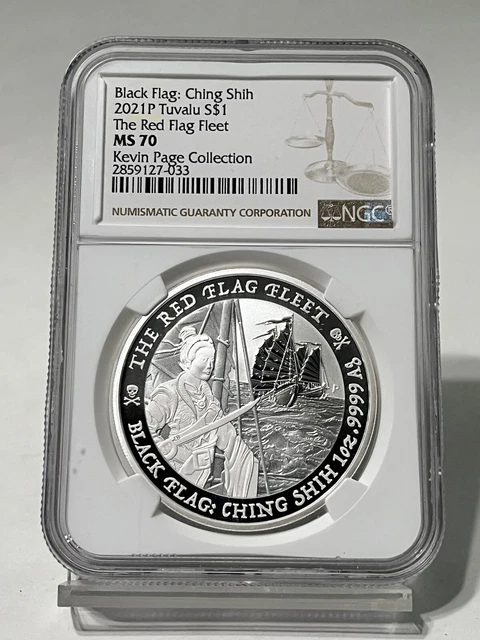 Black Flag: Ching Shih
2021P Tuvalu S$1
The Red Flag Fleet
MS 70
Kevin Page Collection
2859127-033
NUMISMATIC GUARANTY CORPORATION
NGC
THE RED FLAG FLEET
BLACK FLAG: CHING SHIH 1oz. 9999 Ag
P